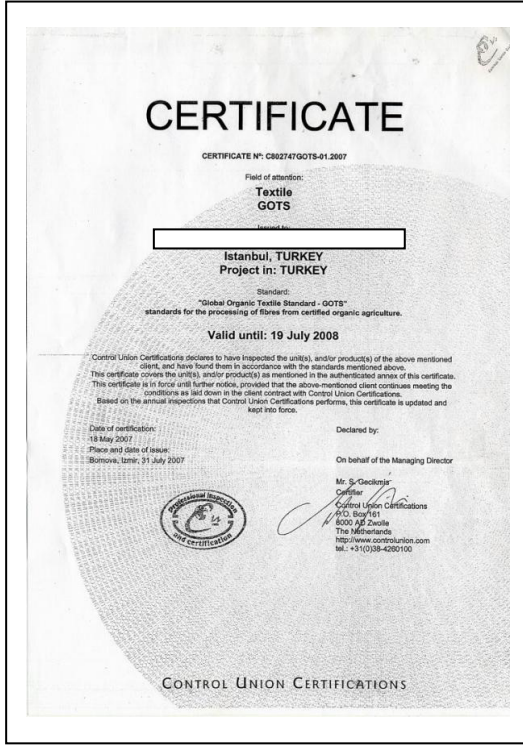 CERTIFICATE
CERTIFICATE Nº: C802747GOTS-01.2007
Field of attention:
Textile
GOTS
Issued to:
Istanbul, TURKEY
Project in: TURKEY
Standard:
"Global Organic Textile Standard - GOTS"
standards for the processing of fibres from certified organic agriculture.
Valid until: 19 July 2008
Control Union Certifications declares to have inspected the unit(s), and/or product(s) of the above mentioned
client, and have found them in accordance with the standards mentioned above.
This certificate covers the unit(s), and/or product(s) as mentioned in the authenticated annex of this certificate.
This certificate is in force until further notice, provided that the above-mentioned client continues meeting the
conditions as laid down in the client contract with Control Union Certifications.
Based on the annual inspections that Control Union Certifications performs, this certificate is updated and
kept into force.
Date of certification:
18 May 2007
Place and date of issue:
Bornova, Izmir, 31 July 2007
Declared by:
On behalf of the Managing Director
Mr. S. Gecikmis
Certifier
Control Union Certifications
P.O. Box 161
8000 AD Zwolle
The Netherlands
http://www.controlunion.com
tel.: +31(0)38-4260100
Professional Inspection
and certification
CONTROL UNION CERTIFICATIONS